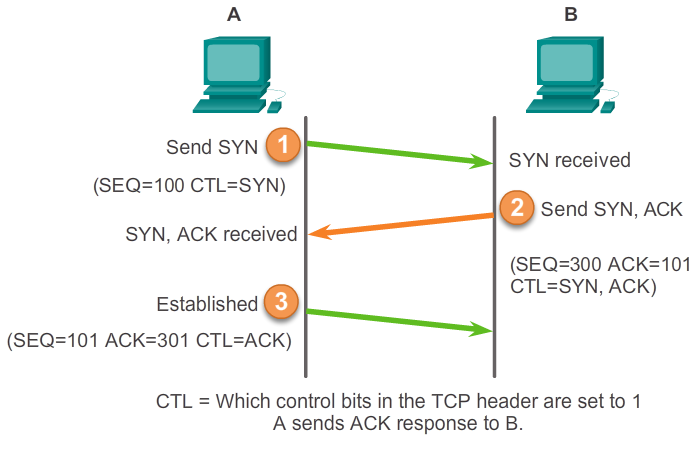 A
B
Send SYN 1
SYN received
(SEQ=100 CTL=SYN)
2 Send SYN, ACK
SYN, ACK received
(SEQ=300 ACK=101
CTL=SYN, ACK)
Established 3
(SEQ=101 ACK=301 CTL=ACK)
CTL = Which control bits in the TCP header are set to 1
A sends ACK response to B.